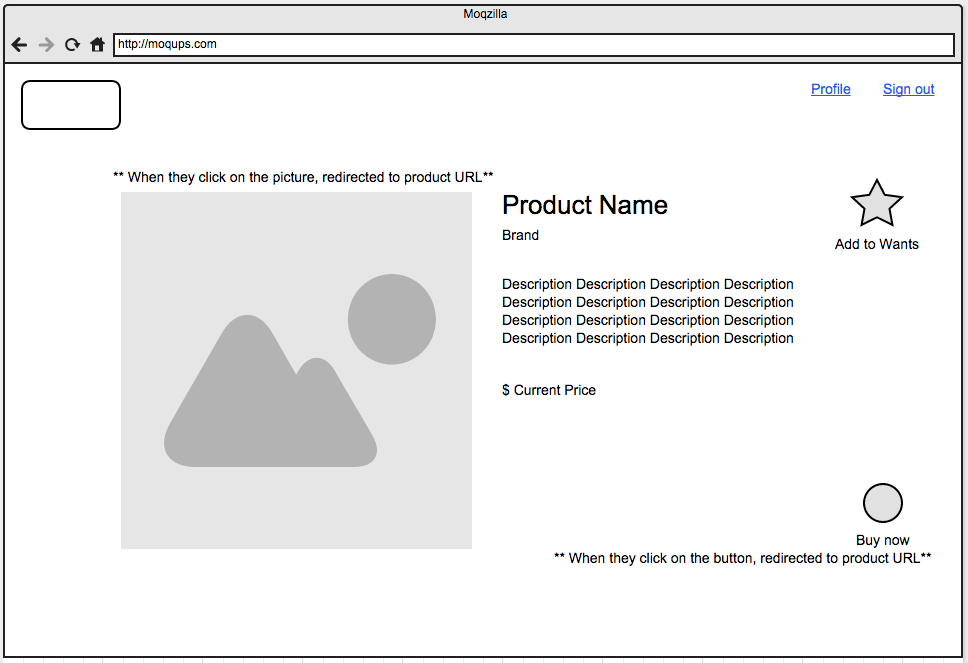 Moqzilla
http://moqups.com
Profile
Sign out
** When they click on the picture, redirected to product URL**
Product Name
Brand
Add to Wants
Description Description Description Description
Description Description Description Description
Description Description Description Description
Description Description Description Description
$ Current Price
Buy now
** When they click on the button, redirected to product URL**